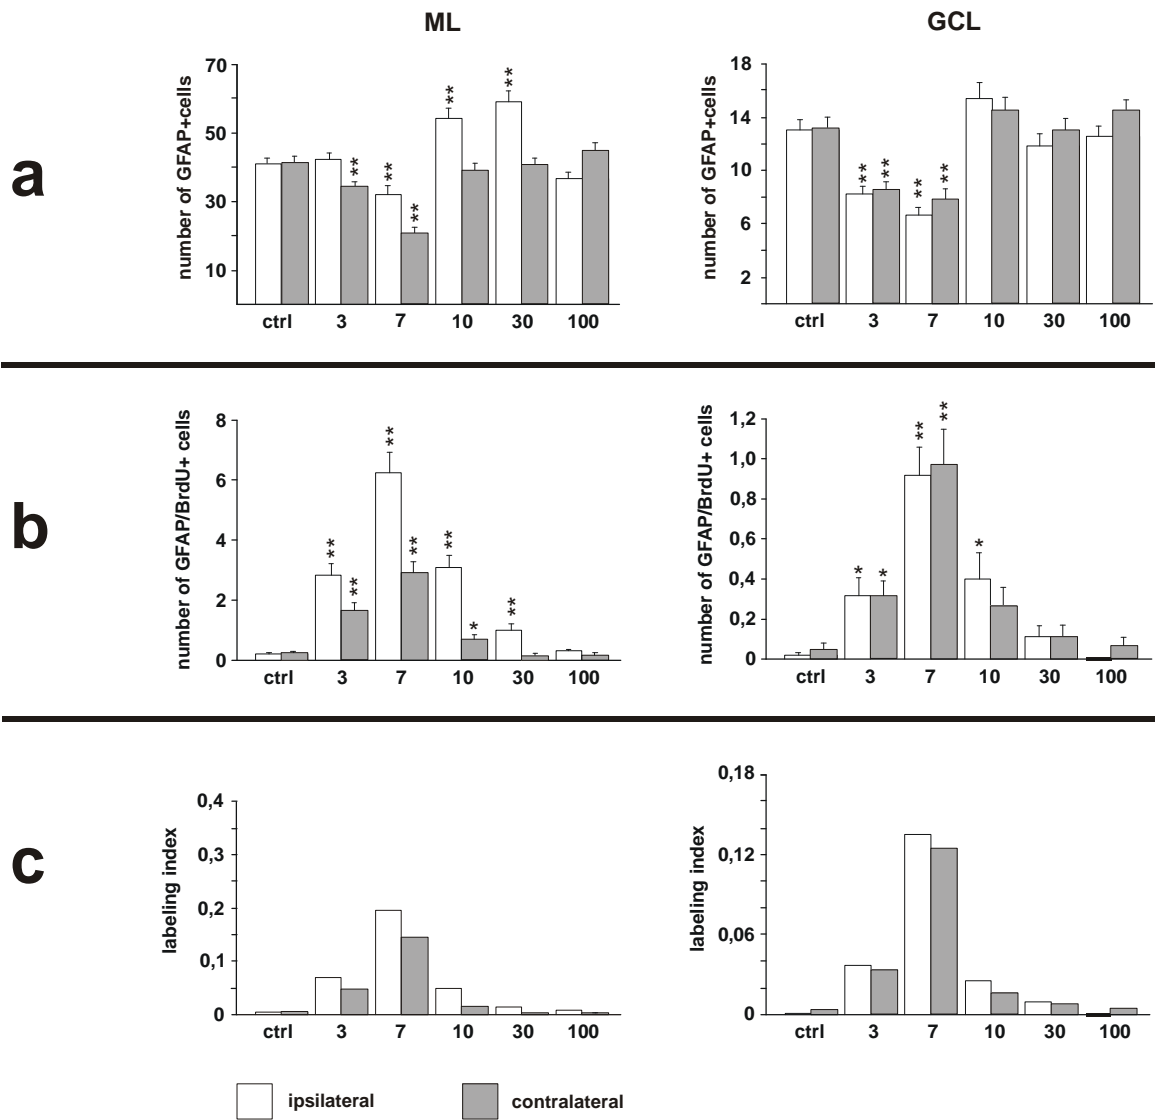 ML
GCL
a
number of GFAP+cells
70
50
30
10
** ** ** ** **
ctrl 3 7 10 30 100
number of GFAP+cells
18
14
10
6
2
** ** ** **
ctrl 3 7 10 30 100
b
number of GFAP/BrdU+ cells
8
6
4
2
0
** ** ** ** ** * **
ctrl 3 7 10 30 100
number of GFAP/BrdU+ cells
1,2
1,0
0,8
0,6
0,4
0,2
0
* * ** ** *
ctrl 3 7 10 30 100
c
labeling index
0,4
0,3
0,2
0,1
0
ctrl 3 7 10 30 100
labeling index
0,18
0,12
0,06
0
ctrl 3 7 10 30 100
ipsilateral
contralateral